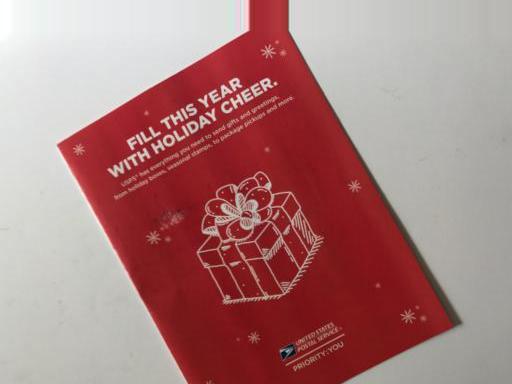 FILL THIS YEAR
WITH HOLIDAY CHEER.
USPS® has everything you need to send gifts and greetings,
from holiday boxes, seasonal stamps, to package pickups and more.
UNITED STATES
POSTAL SERVICE®
PRIORITY:YOU